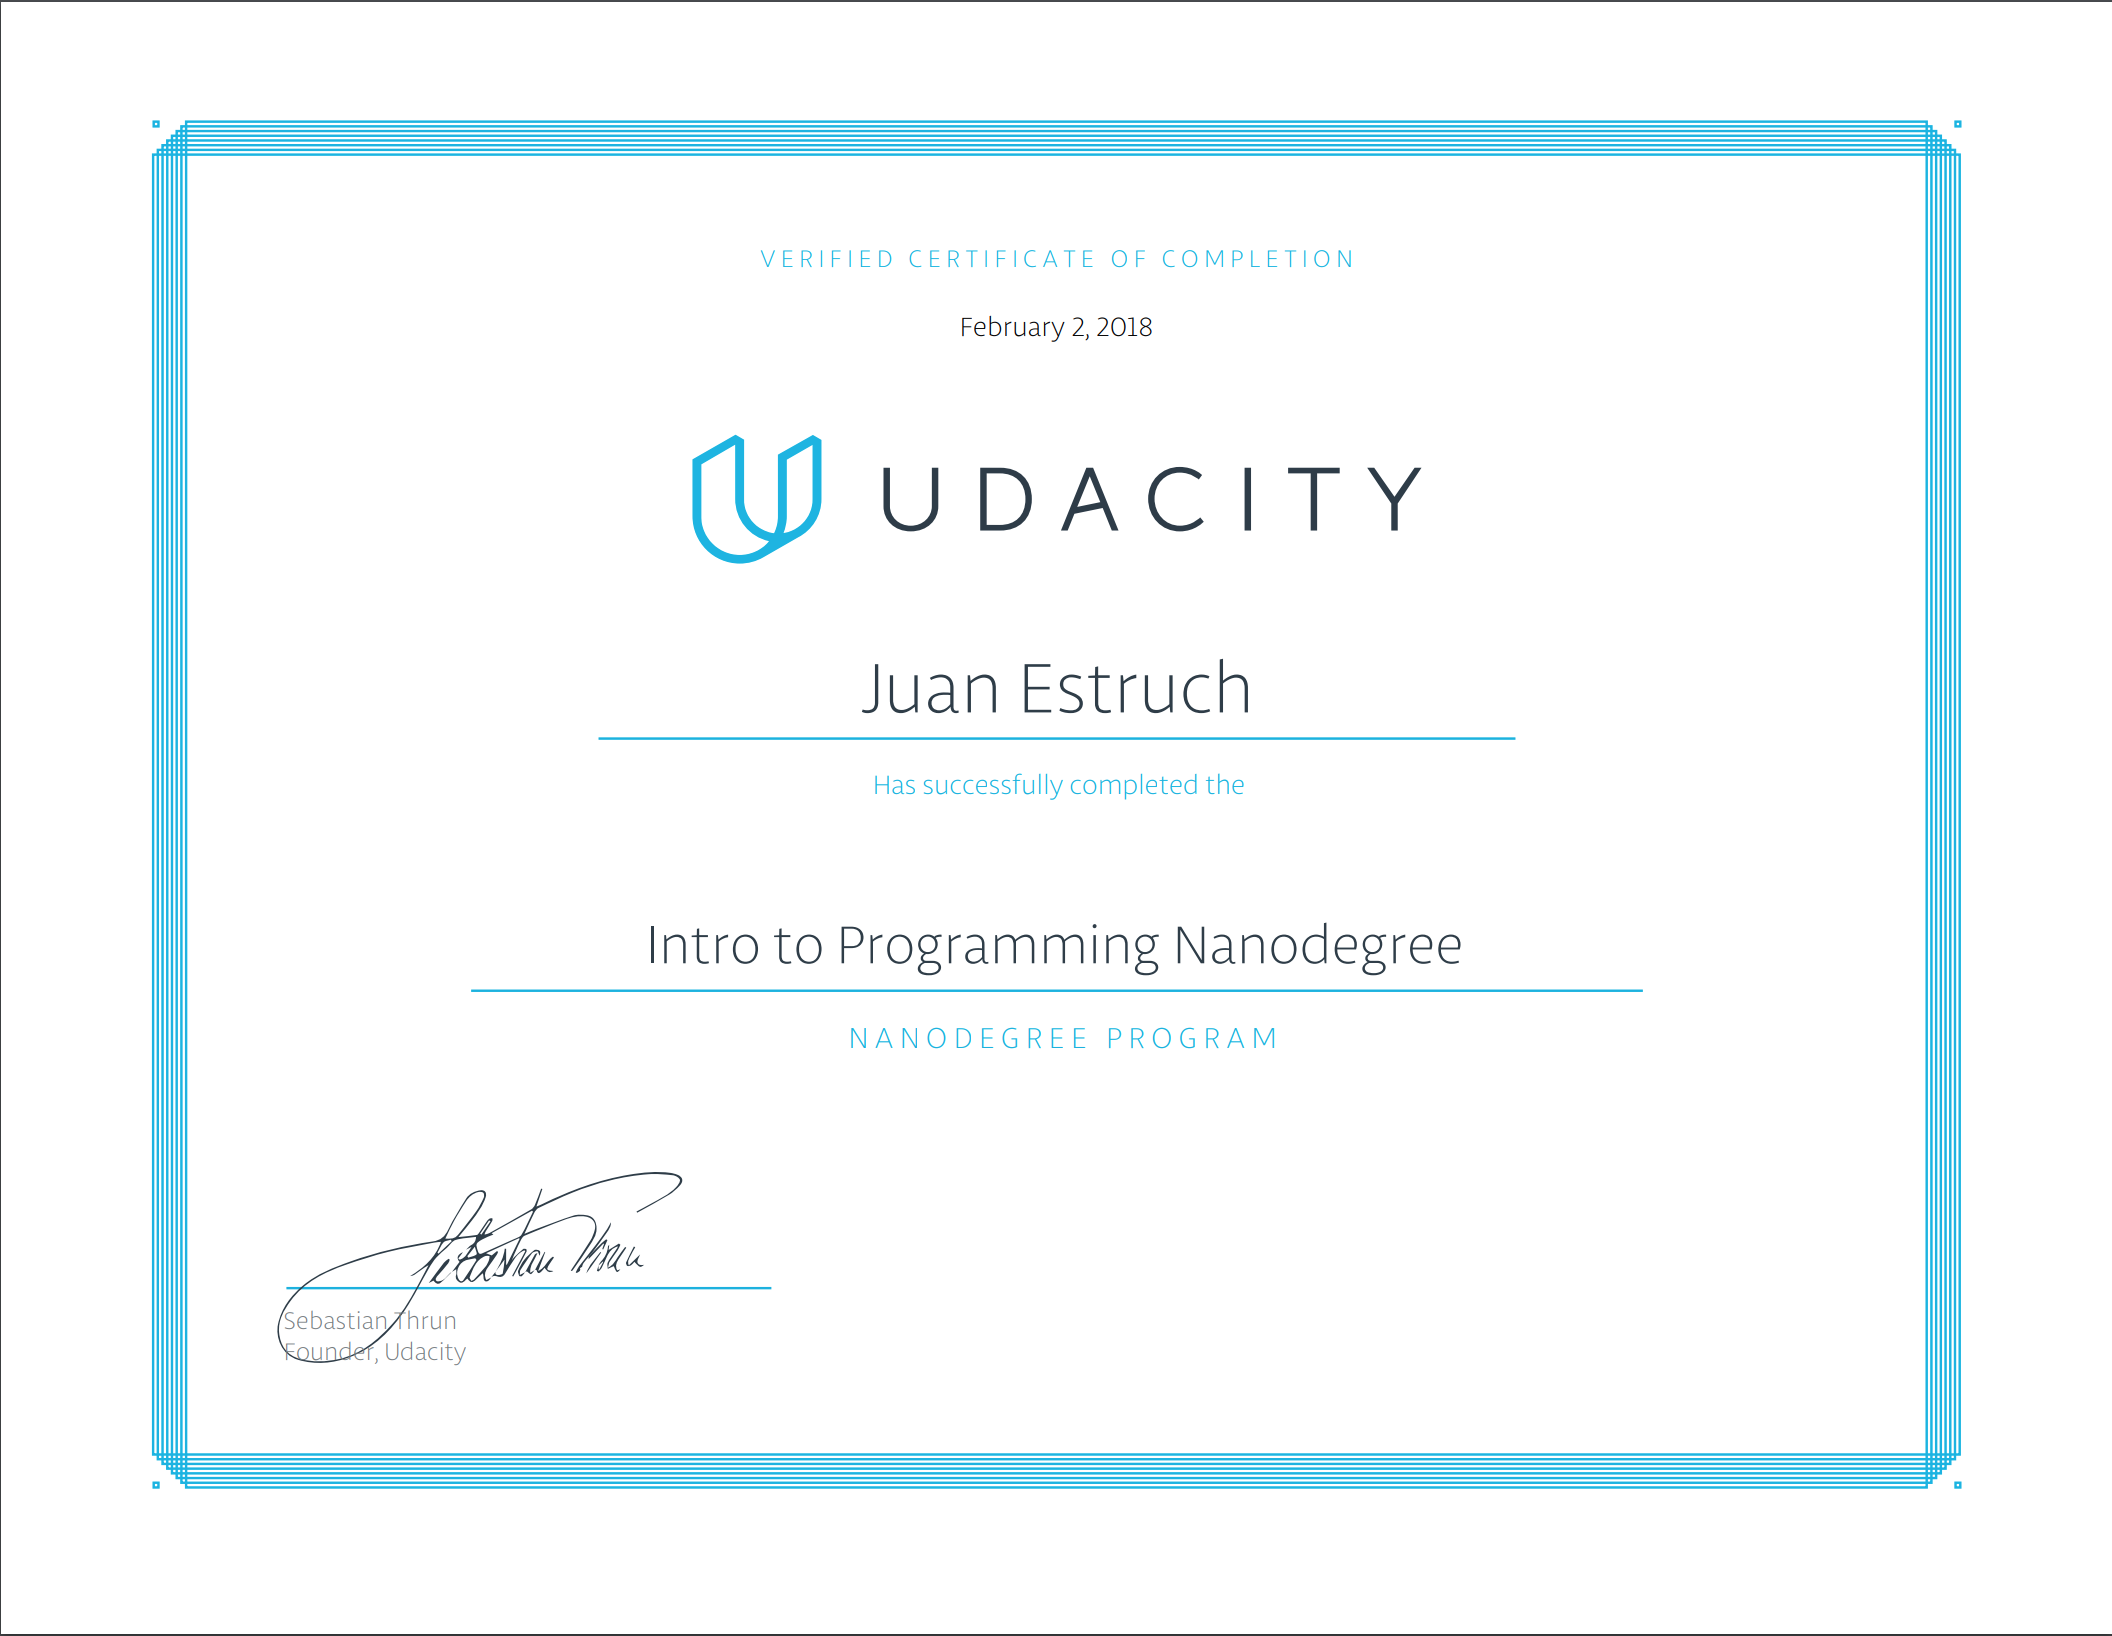 VERIFIED CERTIFICATE OF COMPLETION
February 2, 2018
UDACITY
Juan Estruch
Has successfully completed the
Intro to Programming Nanodegree
NANODEGREE PROGRAM
Sebastian Thrun
Sebastian Thrun
Founder, Udacity